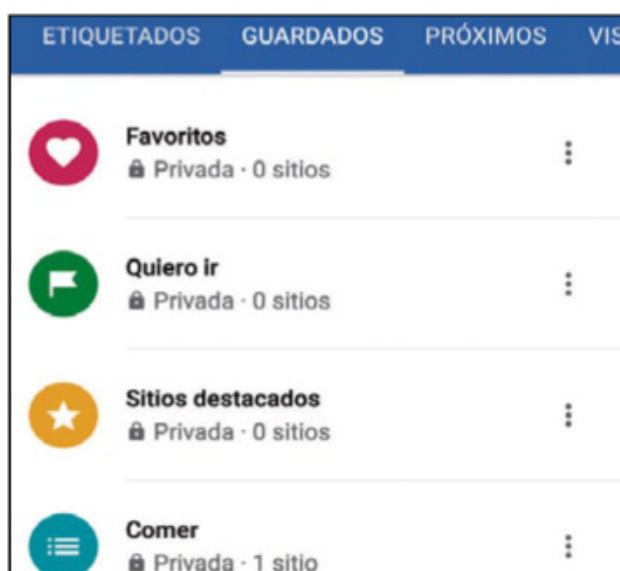 ETIQUETADOS GUARDADOS PRÓXIMOS VIS
Favoritos
Privada · 0 sitios
Quiero ir
Privada · 0 sitios
Sitios destacados
Privada · 0 sitios
Comer
Privada · 1 sitio